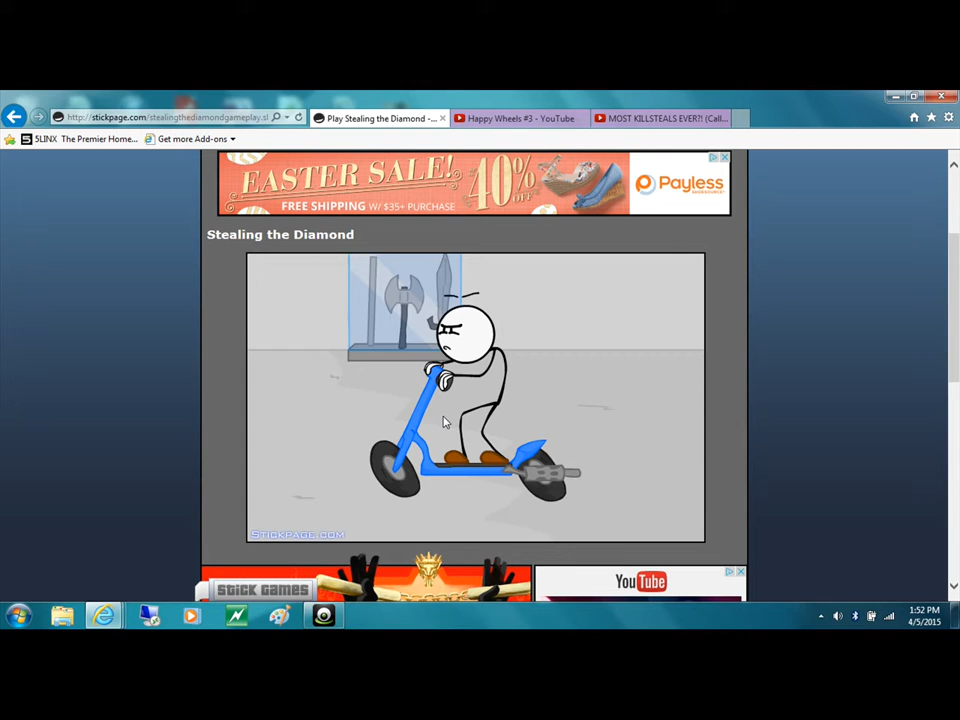 http://stickpage.com/stealingthediamondgameplay.sl
Play Stealing the Diamond -...
Happy Wheels #3 - YouTube
MOST KILLSTEALS EVER?! (Call...
5LINX The Premier Home...
Get more Add-ons
EASTER SALE!
FREE SHIPPING W/ $35+ PURCHASE
40% OFF
Payless
Stealing the Diamond
STICKPAGE.COM
STICK GAMES
YouTube
1:52 PM
4/5/2015